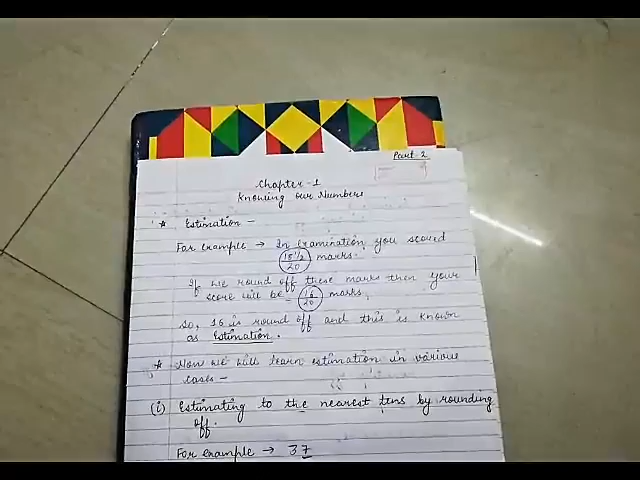 Part-2
Chapter-1
Knowing Our Numbers
* Estimation -
For example → In examination you scored
15 1/2 / 20 marks.
If we round off these marks then your
score will be 16/20 marks,
So, 16 is round off and this is known
as Estimation.
* Now we will learn estimation in various
cases -
(i) Estimating to the nearest tens by rounding
off.
For example → 37